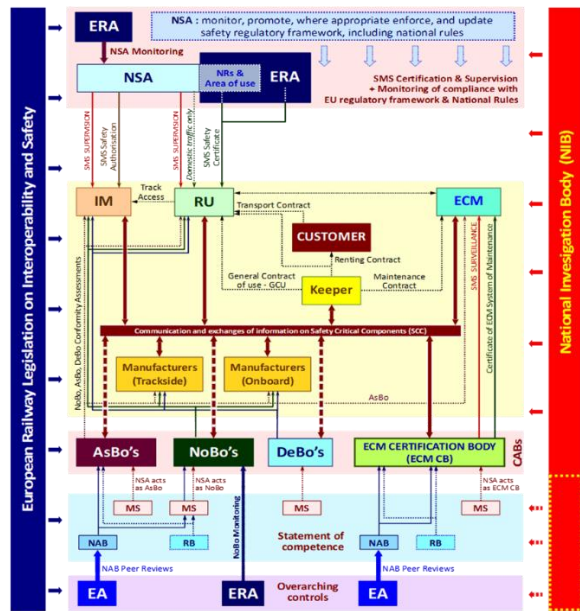 European Railway Legislation on Interoperability and Safety
National Invesigation Body (NIB)
ERA
NSA : monitor, promote, where appropriate enforce, and update
safety regulatory framework, including national rules
NSA Monitoring
NSA
NRs &
Area of use
ERA
SMS Certification & Supervision
+ Monitoring of compliance with
EU regulatory framework & National Rules
SMS SUPERVISION
SMS Safety
Authorisation
SMS SUPERVISION
Domestic traffic only
SMS Safety
Certificate
IM
Track
Access
RU
Transport Contract
ECM
CUSTOMER
Renting Contract
General Contract
of use - GCU
Keeper
Maintenance
Contract
SMS SURVEILLANCE
Certificate of ECM System of Maintenance
NoBo, AsBo, DeBo Conformity Assessments
Communication and exchanges of information on Safety Critical Components (SCC)
Manufacturers
(Trackside)
Manufacturers
(Onboard)
AsBo
AsBo's
NoBo's
DeBo's
ECM CERTIFICATION BODY
(ECM CB)
CABs
NSA acts
as AsBo
NSA acts
as NoBo
NSA acts
as ECM CB
MS
MS
MS
MS
NoBo Monitoring
Statement of
competence
NAB
RB
NAB
RB
NAB Peer Reviews
NAB Peer Reviews
EA
ERA
EA
Overarching
controls